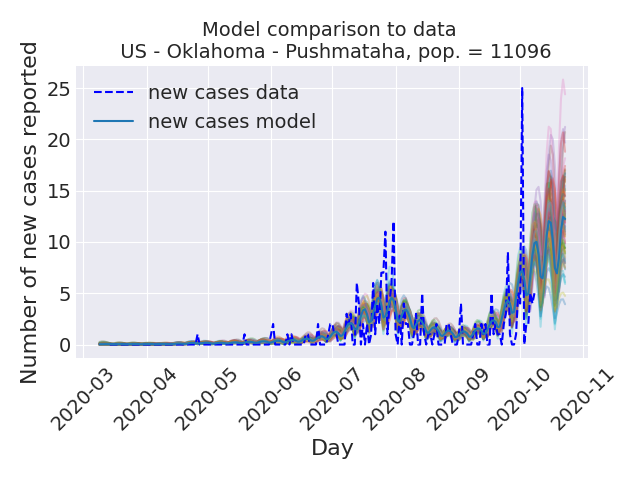 Model comparison to data
US - Oklahoma - Pushmataha, pop. = 11096
Number of new cases reported
25
20
15
10
5
0
new cases data
new cases model
2020-03
2020-04
2020-05
2020-06
2020-07
2020-08
2020-09
2020-10
2020-11
Day